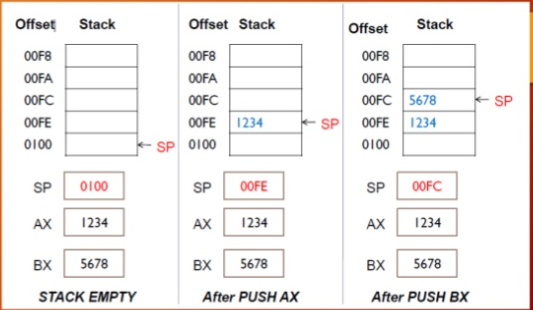 Offset Stack
00F8
00FA
00FC
00FE
0100 ← SP
SP 0100
AX 1234
BX 5678
STACK EMPTY
Offset Stack
00F8
00FA
00FC
00FE 1234 ← SP
0100
SP 00FE
AX 1234
BX 5678
After PUSH AX
Offset Stack
00F8
00FA
00FC 5678 ← SP
00FE 1234
0100
SP 00FC
AX 1234
BX 5678
After PUSH BX